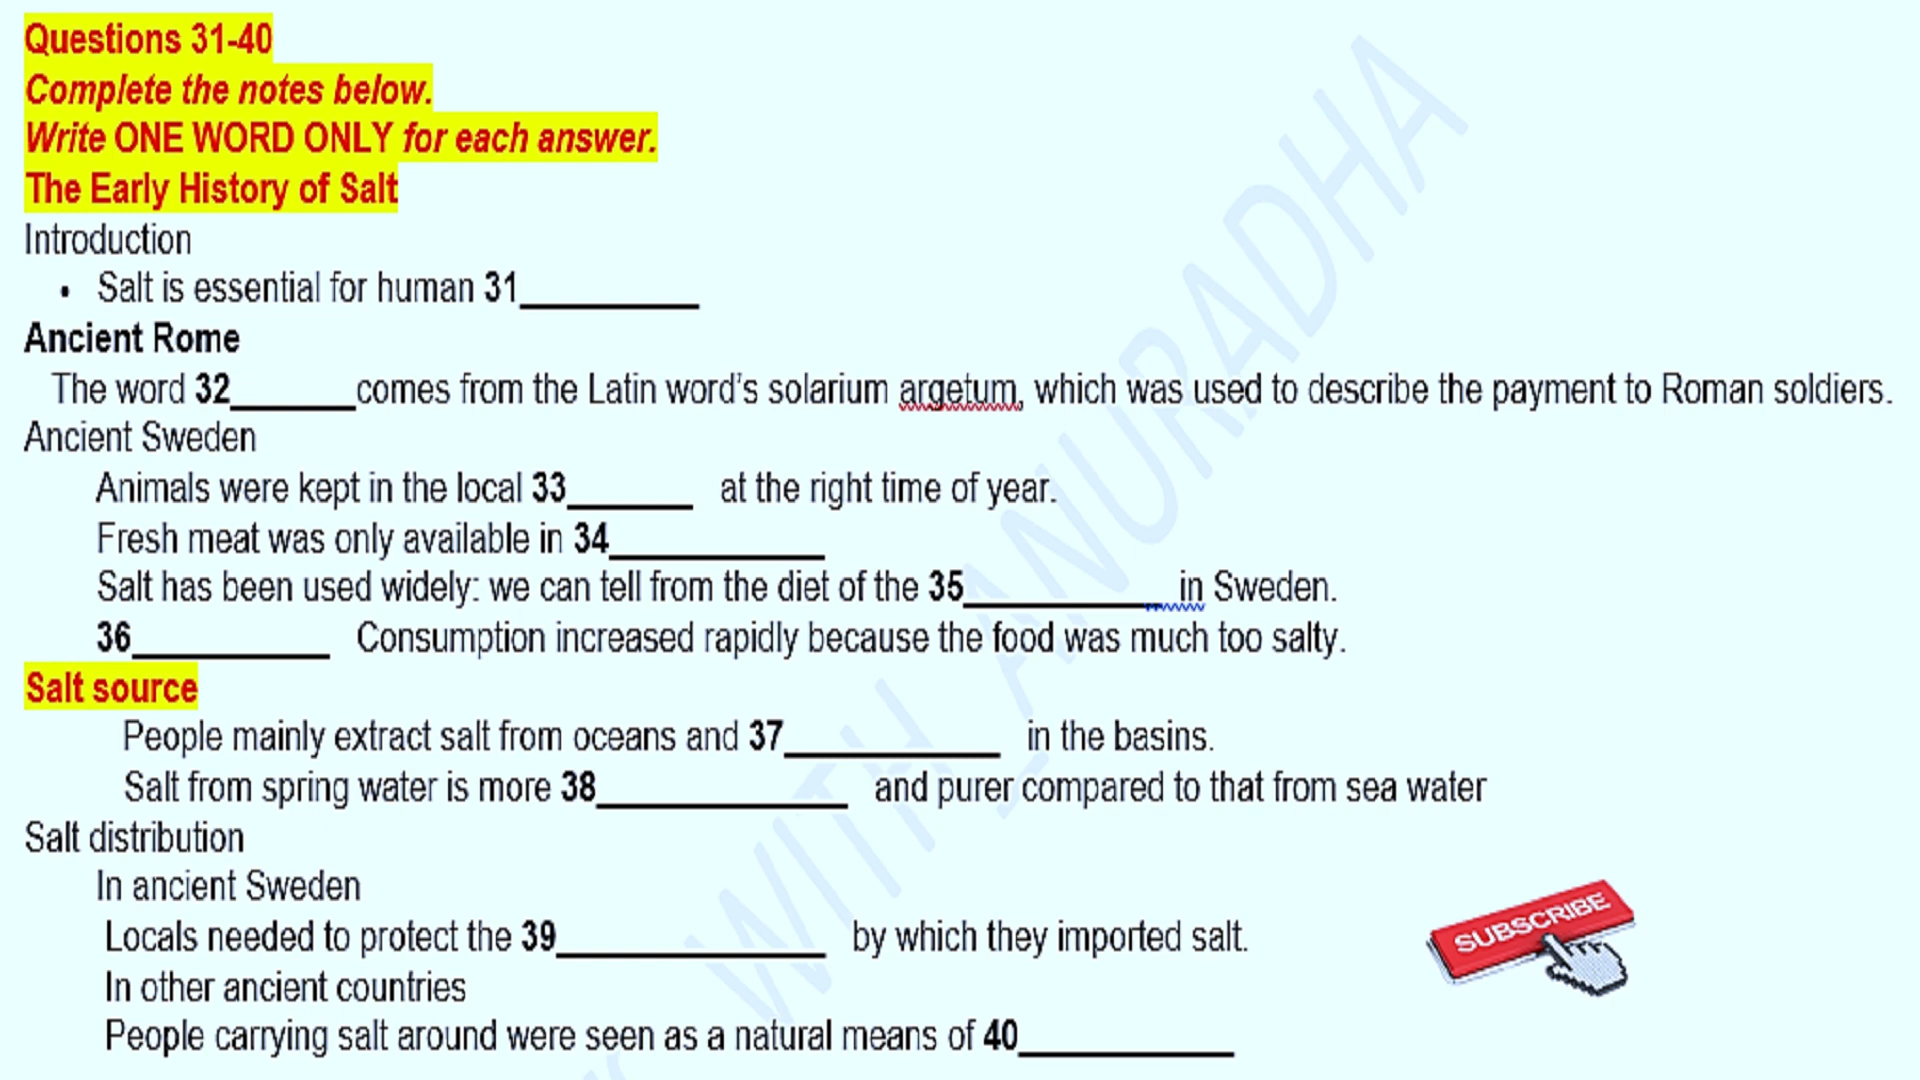 Questions 31-40
Complete the notes below.
Write ONE WORD ONLY for each answer.
The Early History of Salt
Introduction
• Salt is essential for human 31__________
Ancient Rome
The word 32_______comes from the Latin word's solarium argetum, which was used to describe the payment to Roman soldiers.
Ancient Sweden
Animals were kept in the local 33_______ at the right time of year.
Fresh meat was only available in 34____________
Salt has been used widely: we can tell from the diet of the 35___________in Sweden.
36___________ Consumption increased rapidly because the food was much too salty.
Salt source
People mainly extract salt from oceans and 37____________ in the basins.
Salt from spring water is more 38______________ and purer compared to that from sea water
Salt distribution
In ancient Sweden
Locals needed to protect the 39_______________ by which they imported salt.
In other ancient countries
People carrying salt around were seen as a natural means of 40____________
SUBSCRIBE
WITH ANURADHA